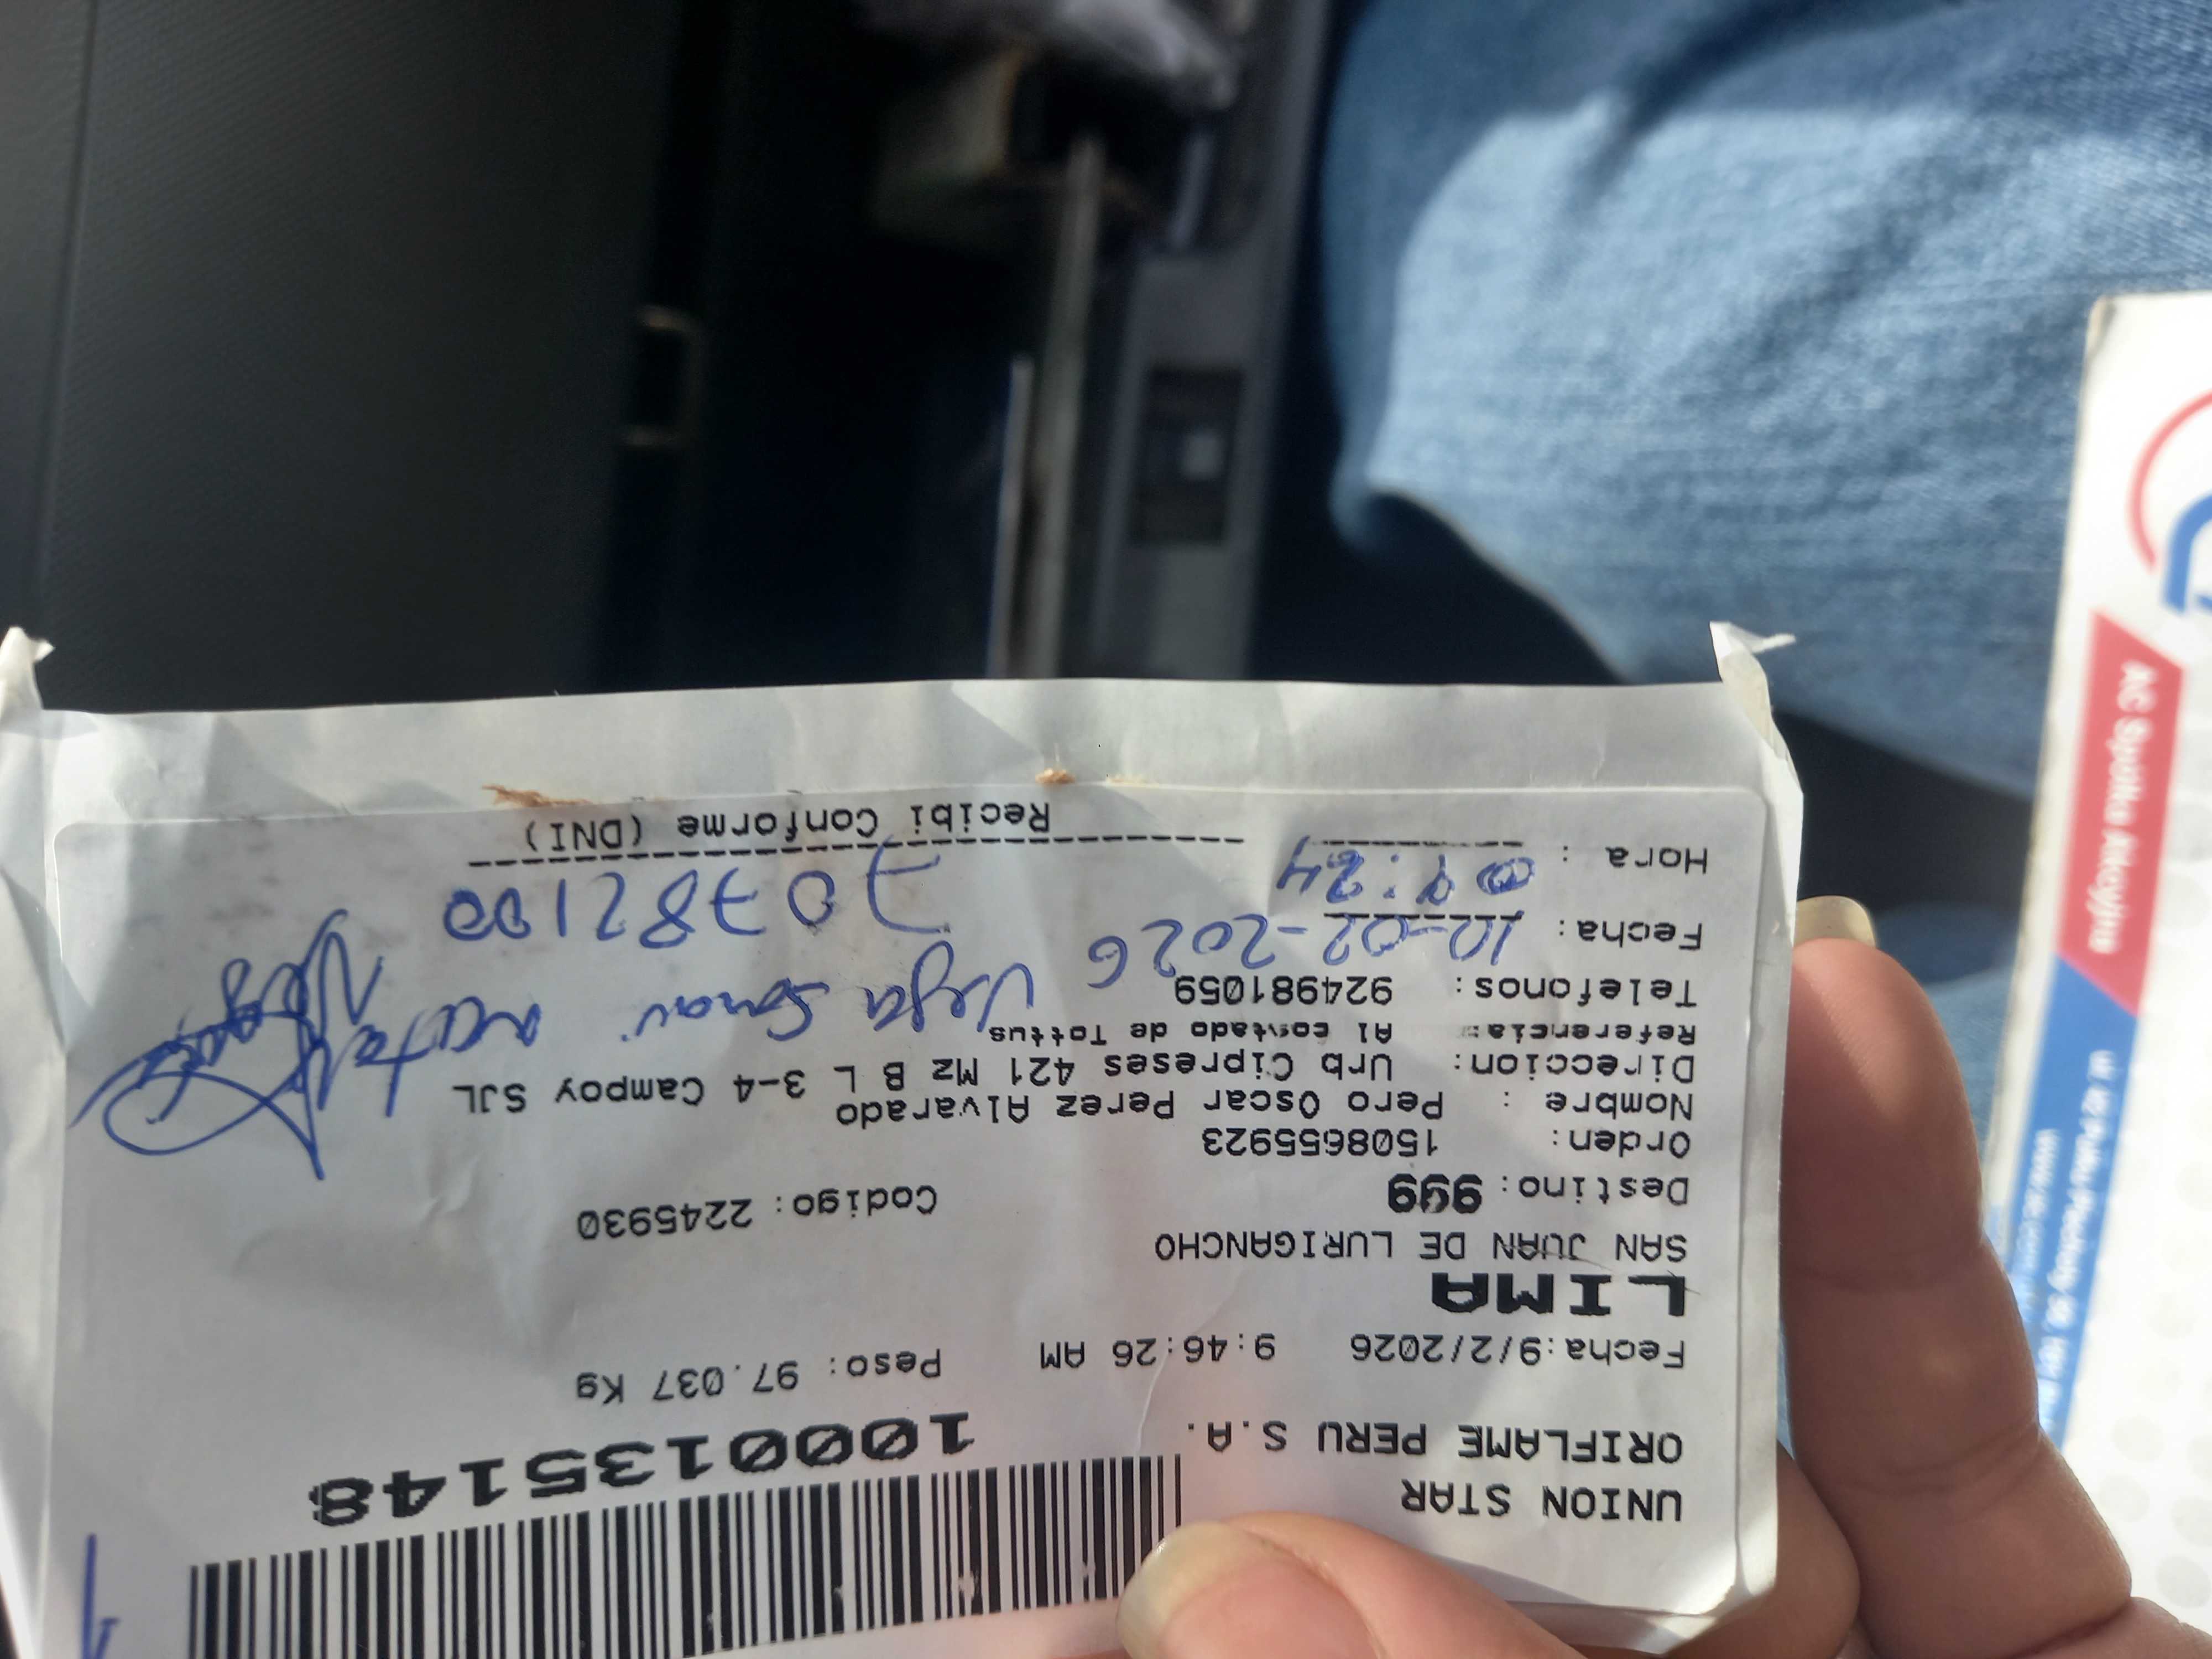 UNION STAR
ORIFLAME PERU S.A.
1000135148
Fecha:9/2/2026 9:46:26 AM Peso: 97.037 Kg
LIMA
SAN JUAN DE LURIGANCHO
Destino: 999 Codigo: 2245930
Orden: 1508655923
Nombre : Pero Oscar Perez Alvarado
Direccion: Urb Cipreses 421 Mz B L 3-4 Campoy SJL
Referencia: Al costado de Tottus
Telefonos: 924981059
Vega
Fecha: 10-02-2026
70782100
Hora : 09:24
Recibi Conforme (DNI)